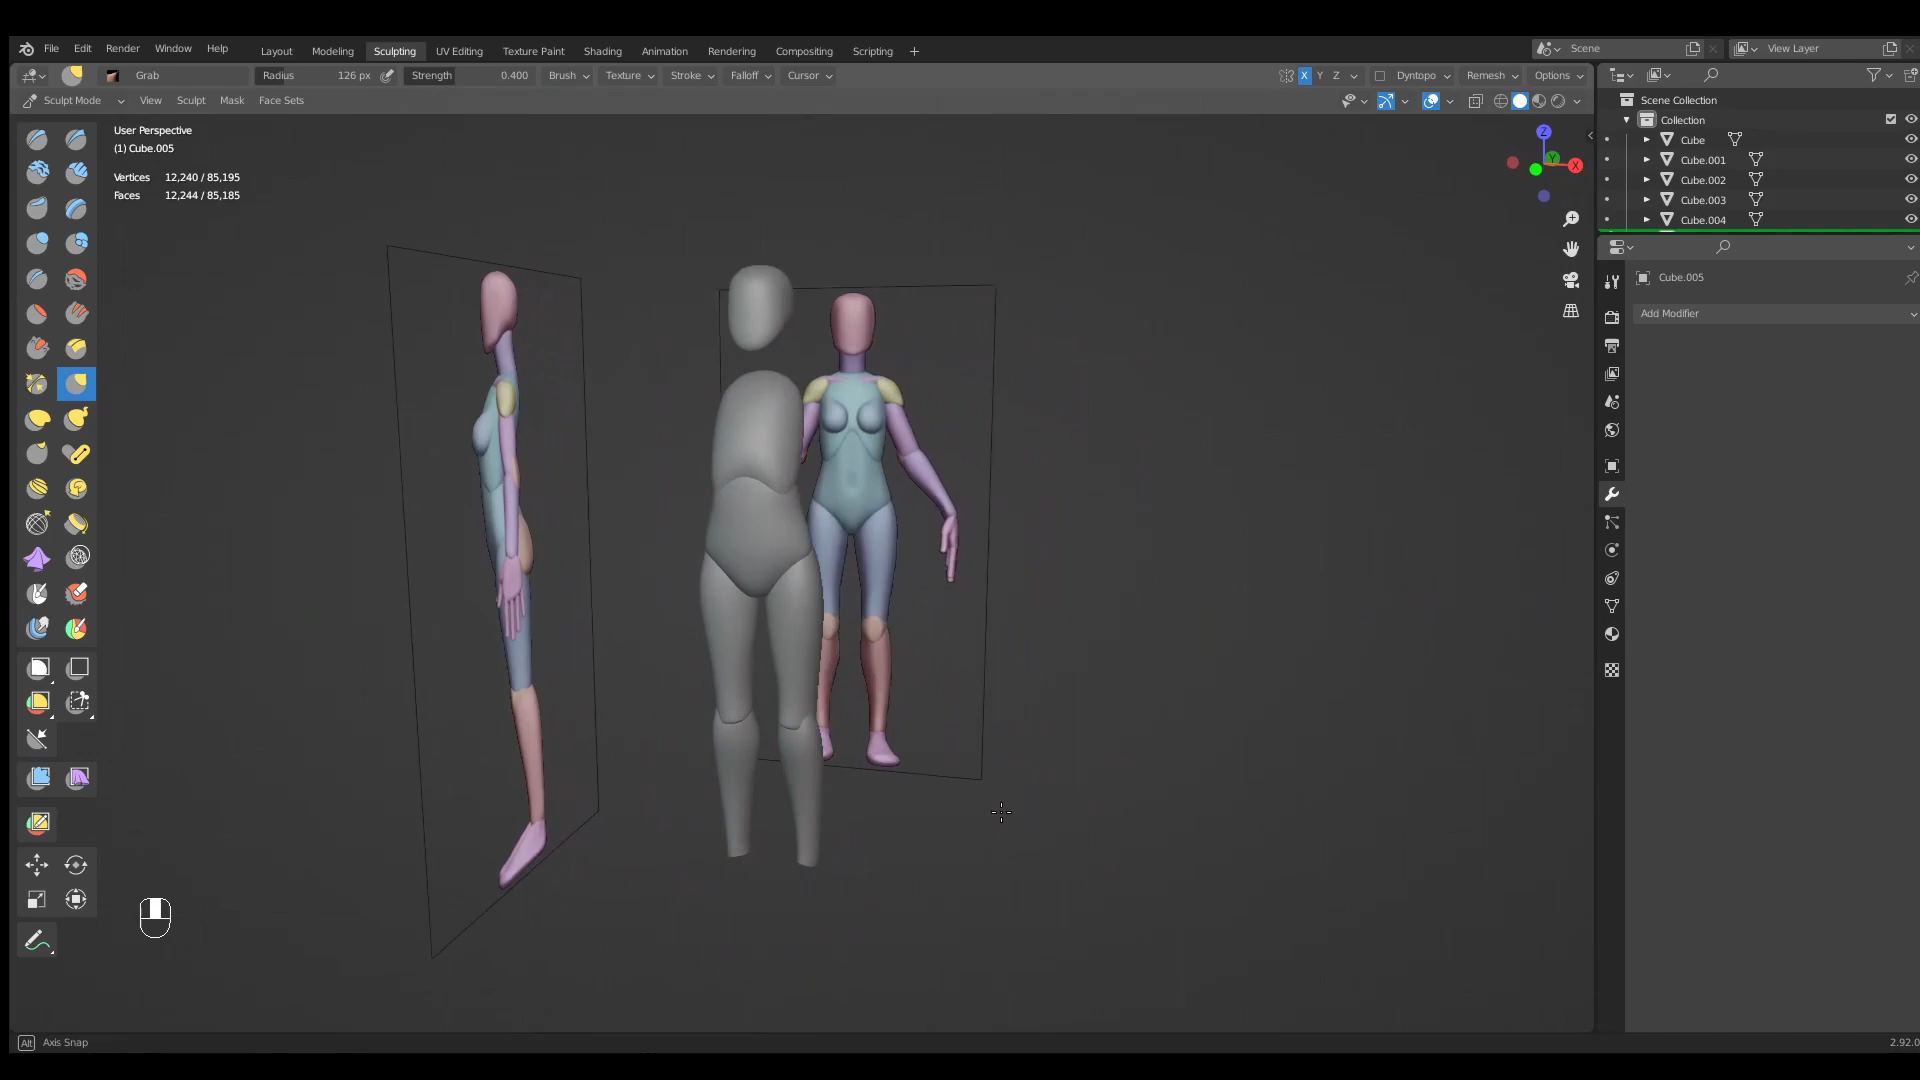 File Edit Render Window Help Layout Modeling Sculpting UV Editing Texture Paint Shading Animation Rendering Compositing Scripting + Scene View Layer
Grab Radius 126 px Strength 0.400 Brush Texture Stroke Falloff Cursor X Y Z Dyntopo Remesh Options
Sculpt Mode View Sculpt Mask Face Sets
User Perspective
(1) Cube.005
Vertices 12,240 / 85,195
Faces 12,244 / 85,185
Z
Y
X
Scene Collection
Collection
Cube
Cube.001
Cube.002
Cube.003
Cube.004
Cube.005
Add Modifier
Alt Axis Snap
2.92.0